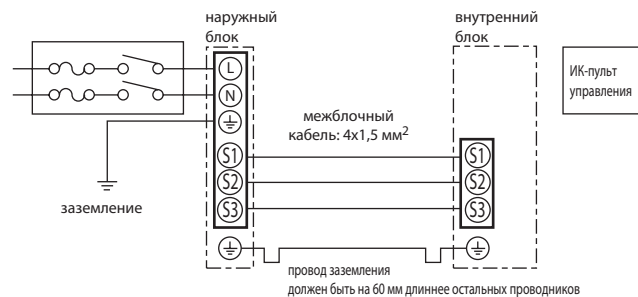 наружный
блок
внутренний
блок
L
N
S1
S2
S3
межблочный
кабель: 4x1,5 мм²
S1
S2
S3
ИК-пульт
управления
заземление
провод заземления
должен быть на 60 мм длиннее остальных проводников